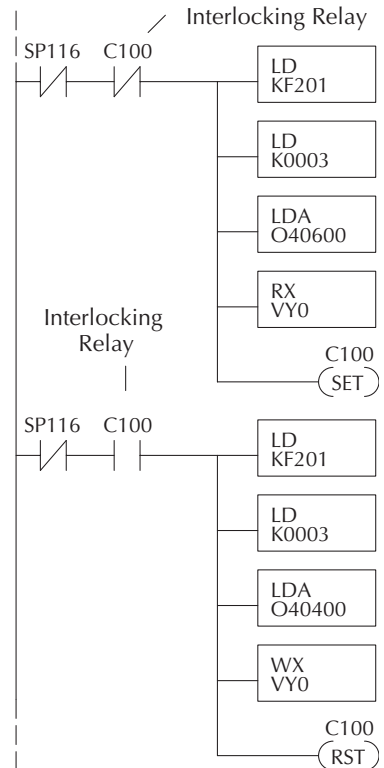 Interlocking Relay
SP116 C100
LD
KF201
LD
K0003
LDA
O40600
RX
VY0
Interlocking
Relay
C100
SET
SP116 C100
LD
KF201
LD
K0003
LDA
O40400
WX
VY0
C100
RST